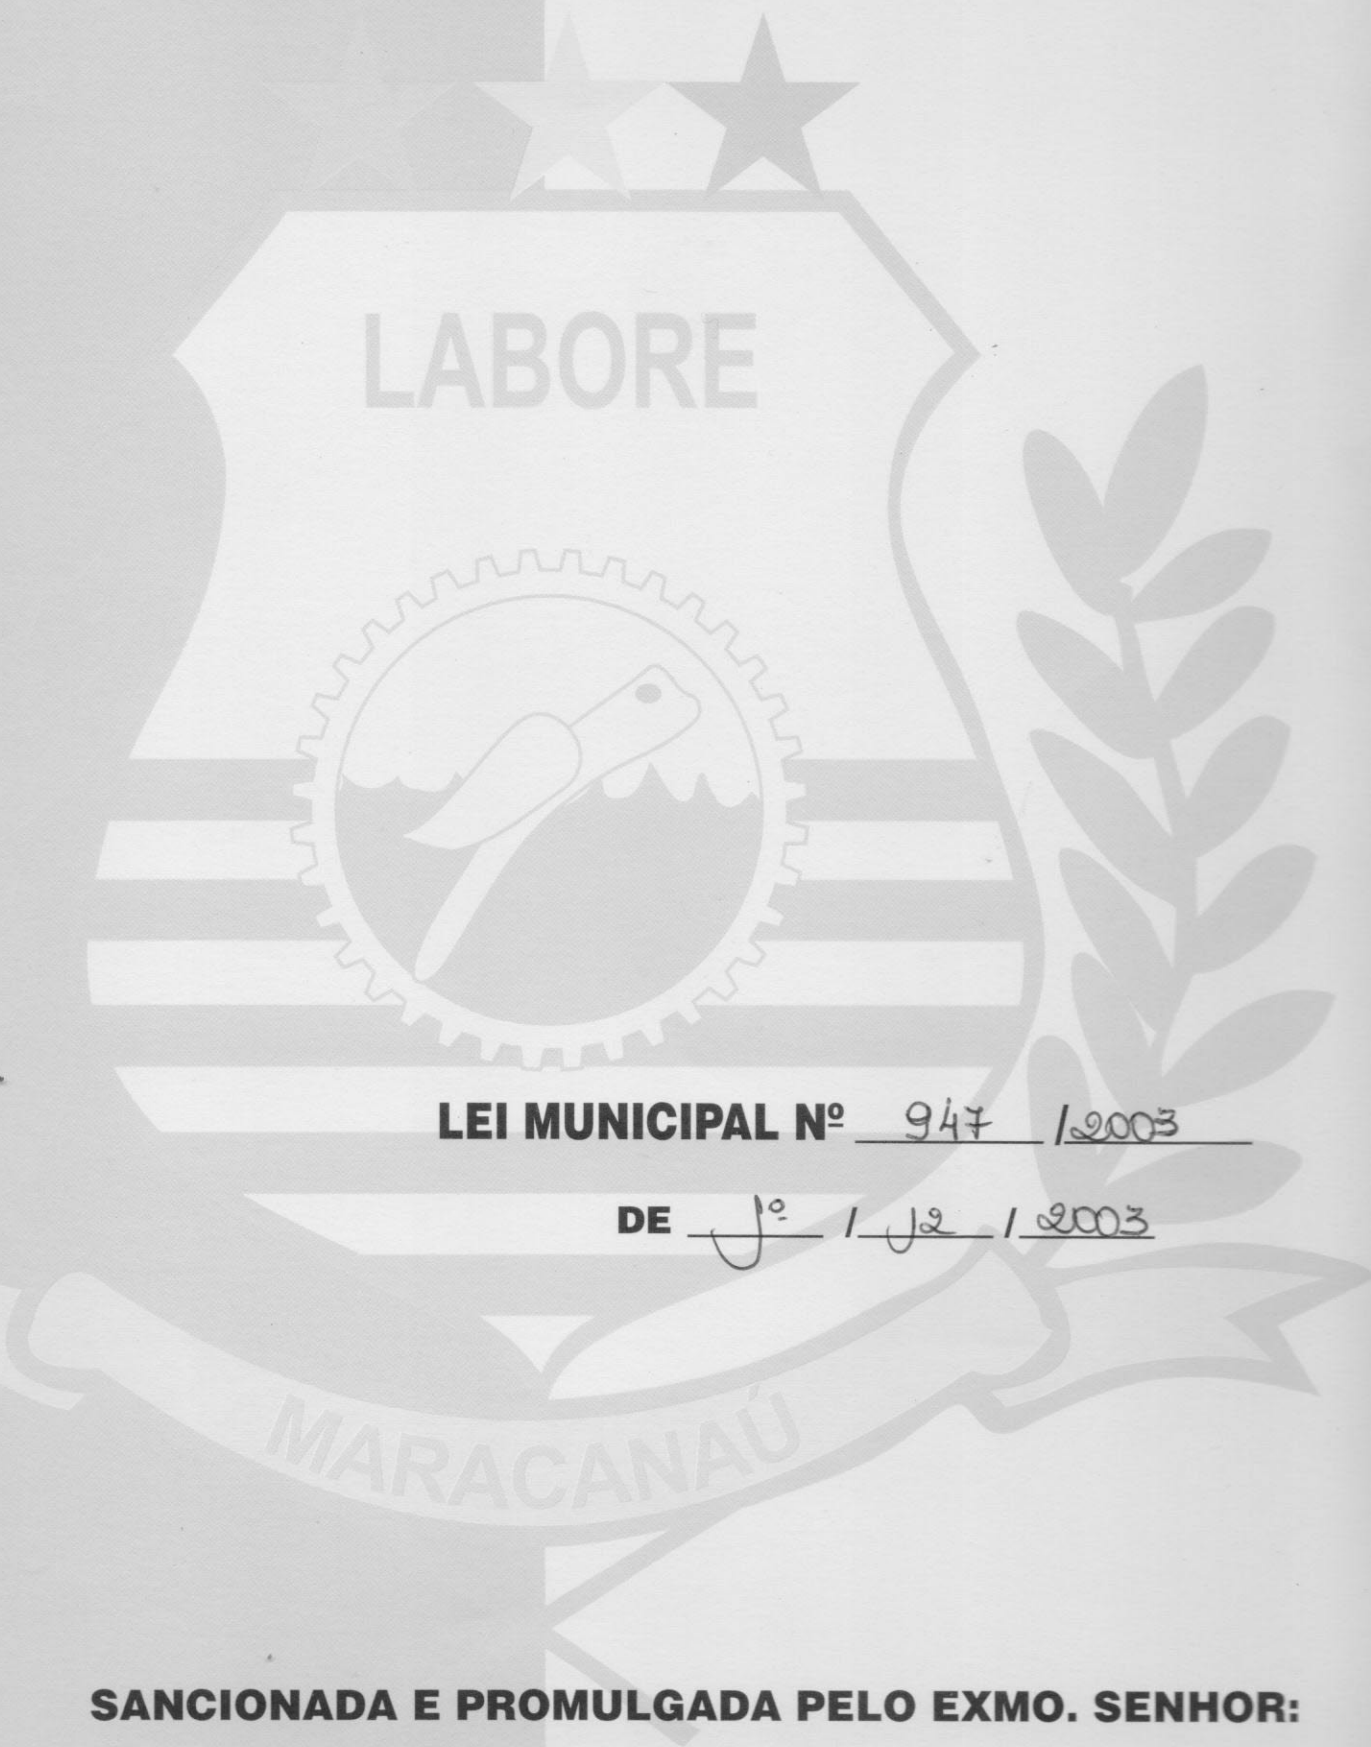 LABORE
LEI MUNICIPAL Nº 947 /2003
DE 1º / 12 / 2003
MARACANAÚ
SANCIONADA E PROMULGADA PELO EXMO. SENHOR: